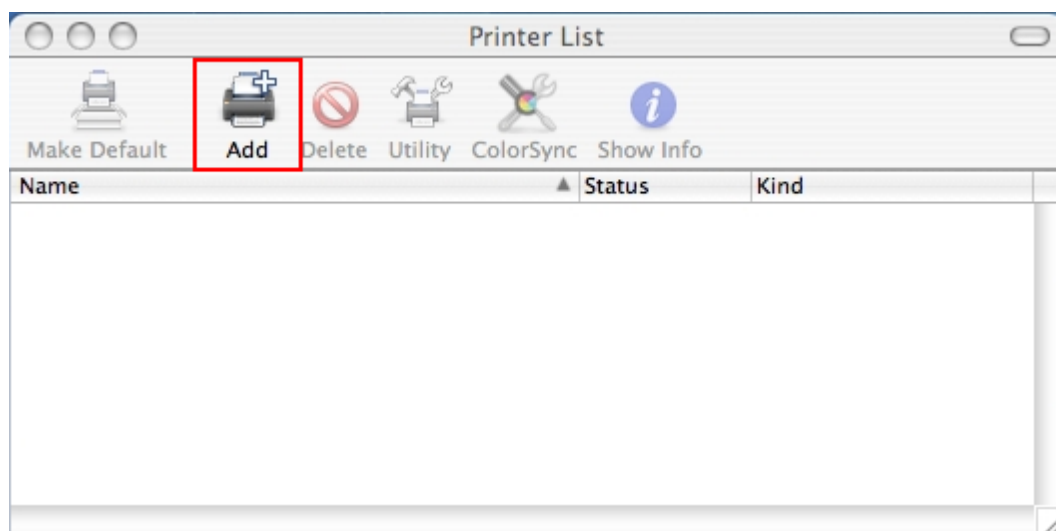 Printer List
Make Default Add Delete Utility ColorSync Show Info
Name Status Kind